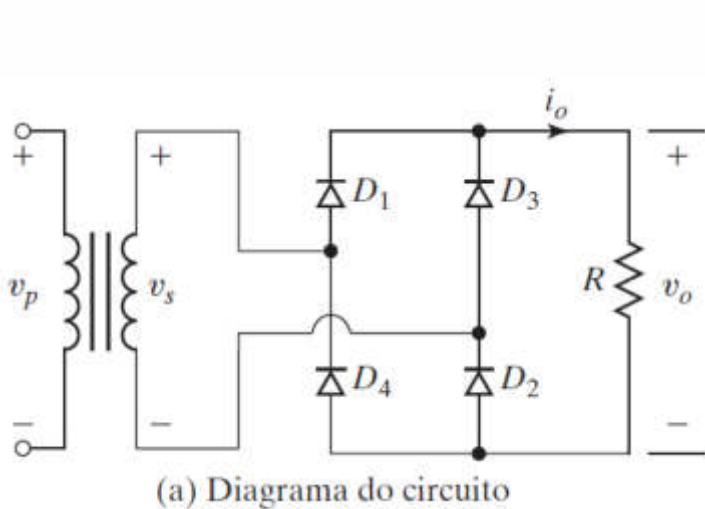 i_o
+ + +
D_1 D_3
v_p v_s R v_o
D_4 D_2
− − −
(a) Diagrama do circuito